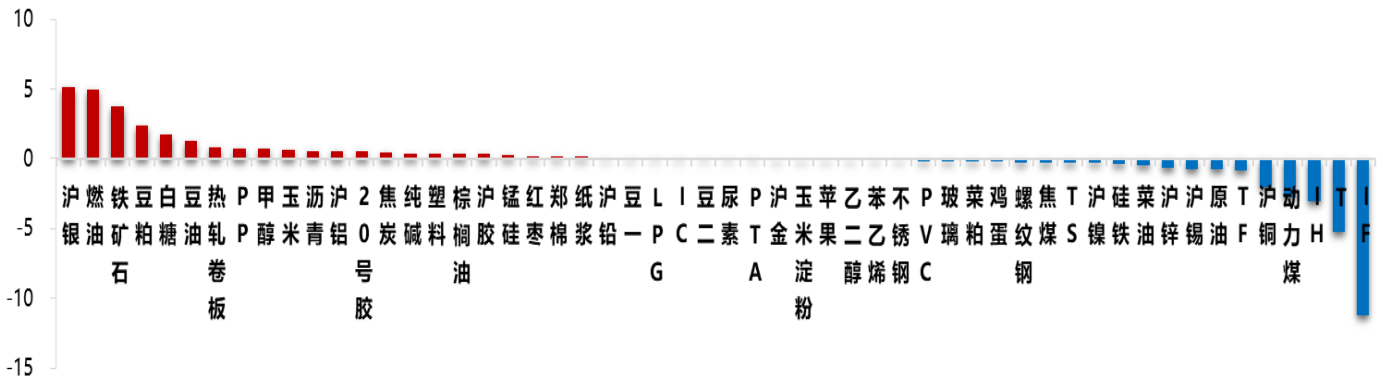 10
5
0
-5
-10
-15
沪银
燃油
铁矿石
豆粕
白糖
豆油
热轧卷板
PP
甲醇
玉米
沥青
沪铝
20号胶
焦炭
纯碱
塑料
棕榈油
沪胶
锰硅
红枣
郑棉
纸浆
沪铅
豆一
LPG
IC
豆二
尿素
PTA
沪金
玉米淀粉
苹果
乙二醇
苯乙烯
不锈钢
PVC
玻璃
菜粕
鸡蛋
螺纹钢
焦煤
TS
沪镍
硅铁
菜油
沪锌
沪锡
原油
TF
沪铜
动力煤
IH
T
IF